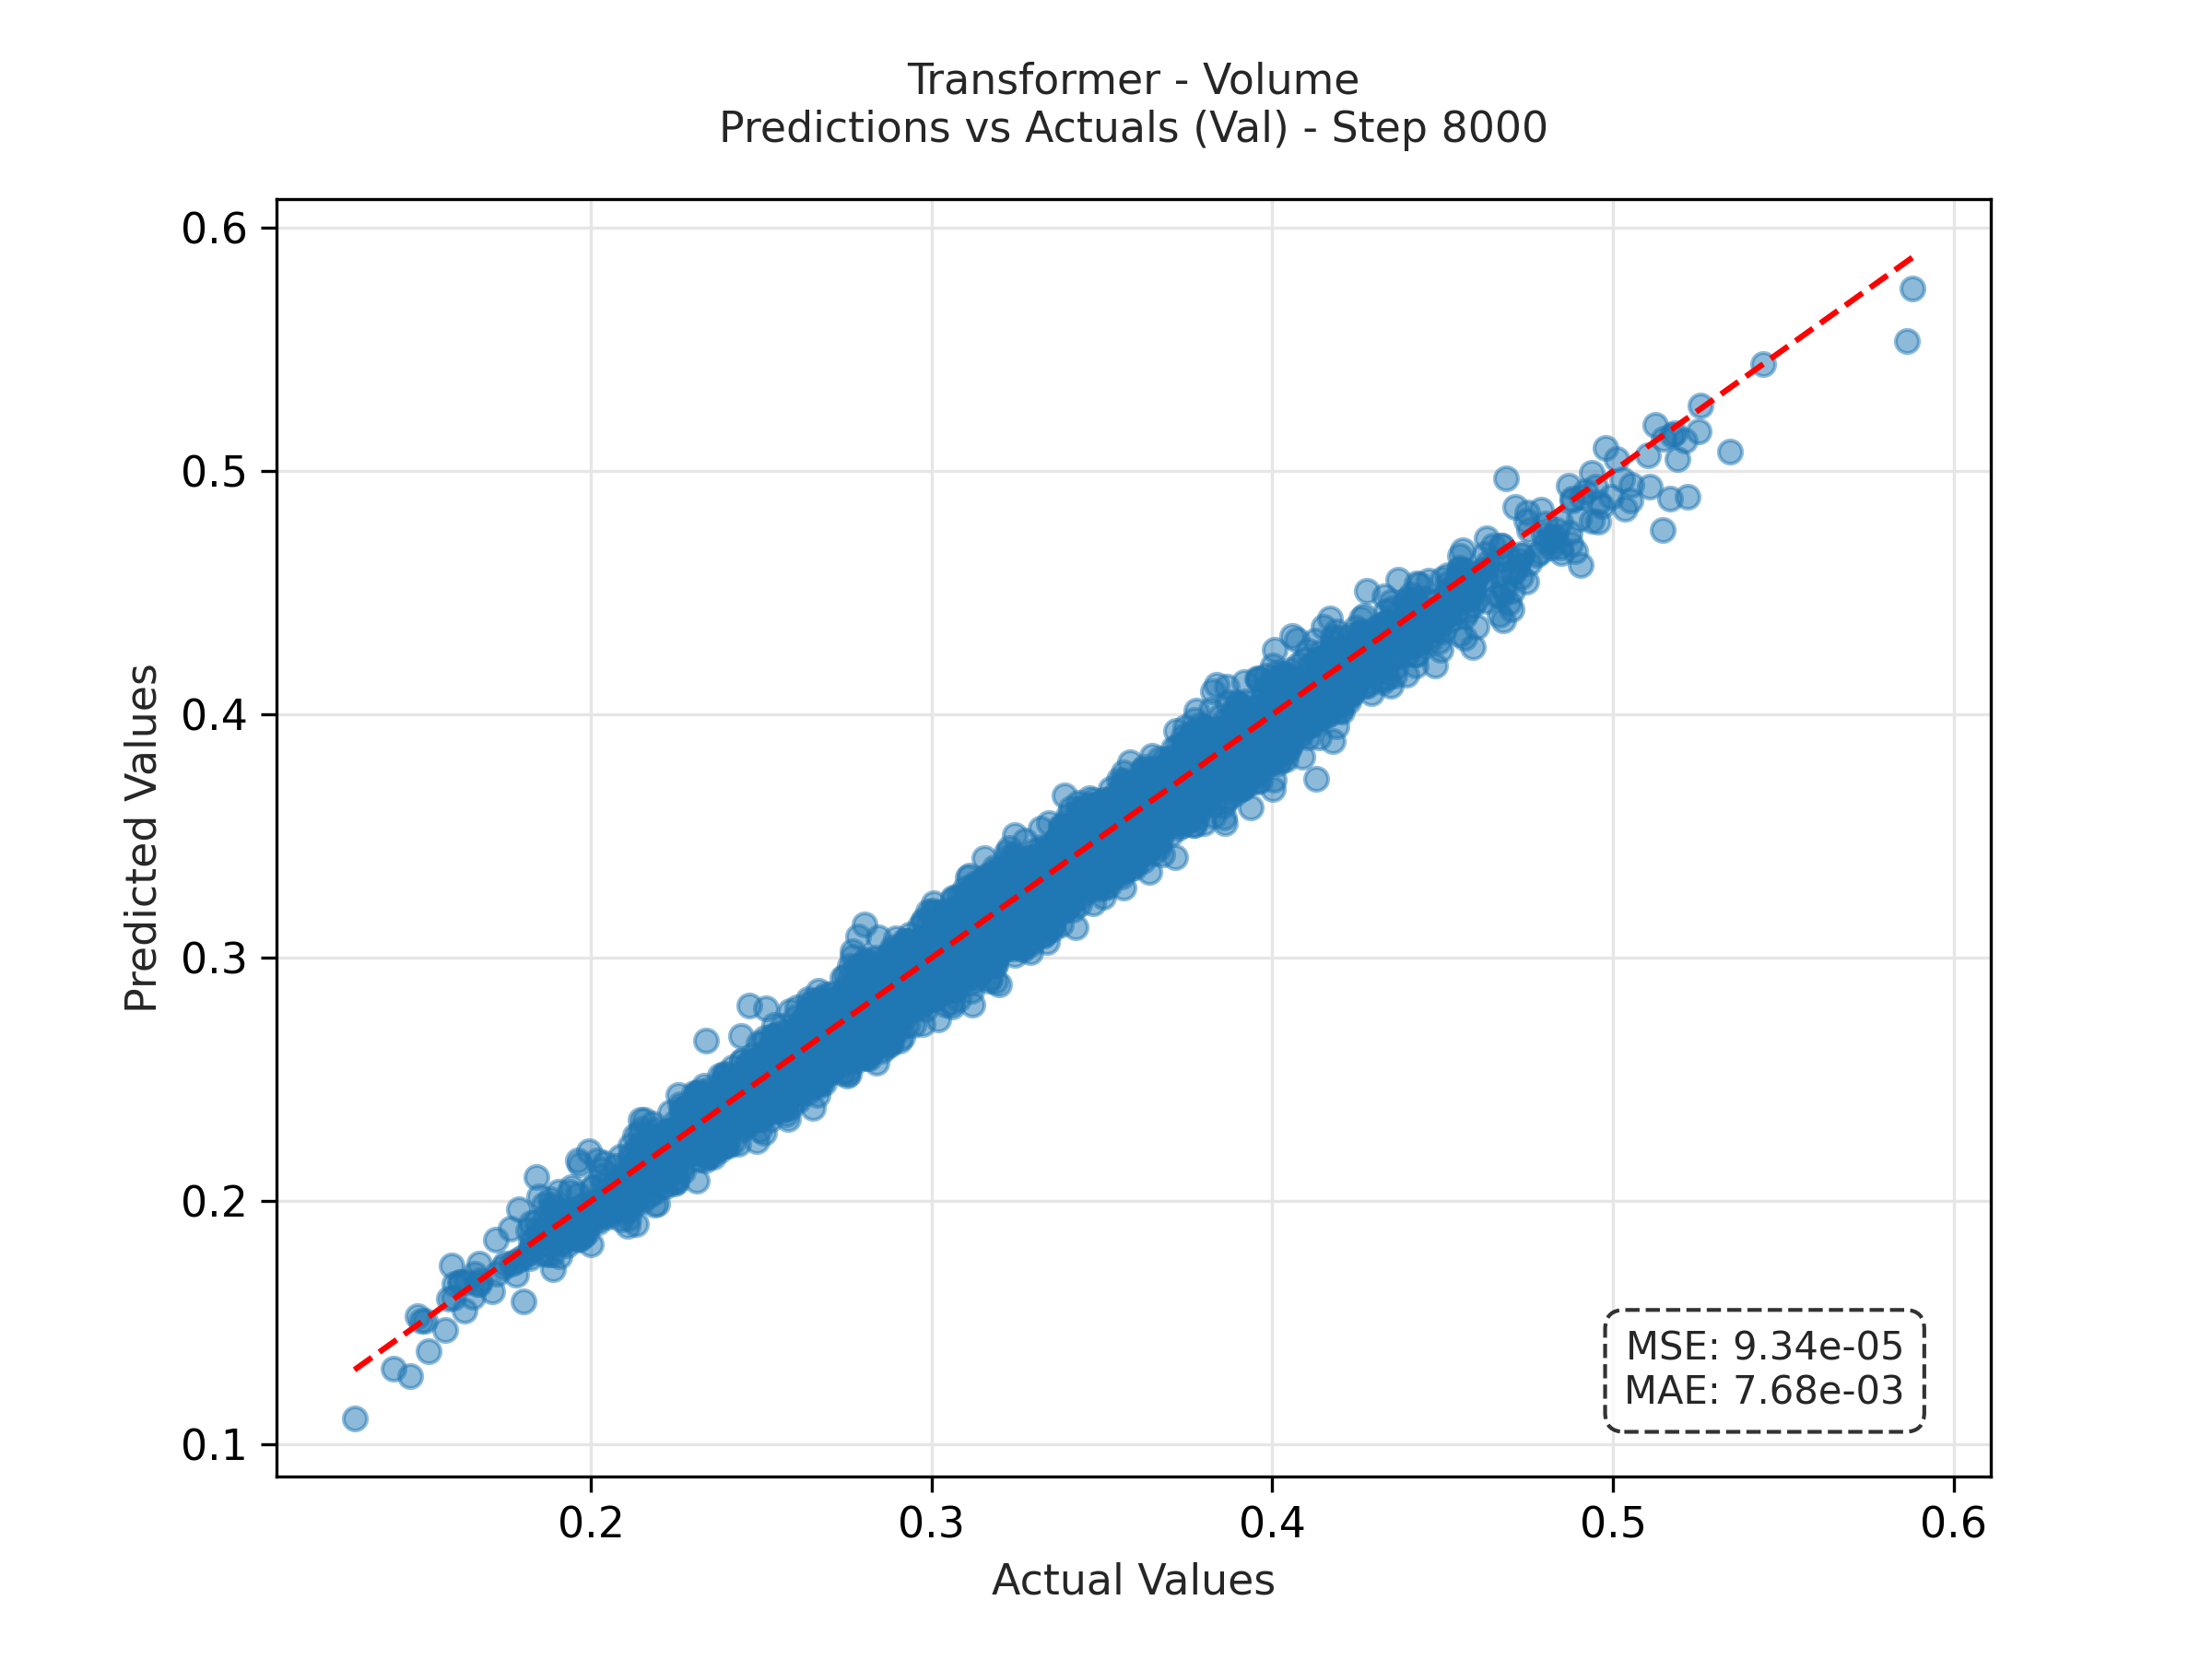 Transformer - Volume
Predictions vs Actuals (Val) - Step 8000
0.6
0.5
0.4
0.3
0.2
0.1
Predicted Values
MSE: 9.34e-05
MAE: 7.68e-03
0.2 0.3 0.4 0.5 0.6
Actual Values